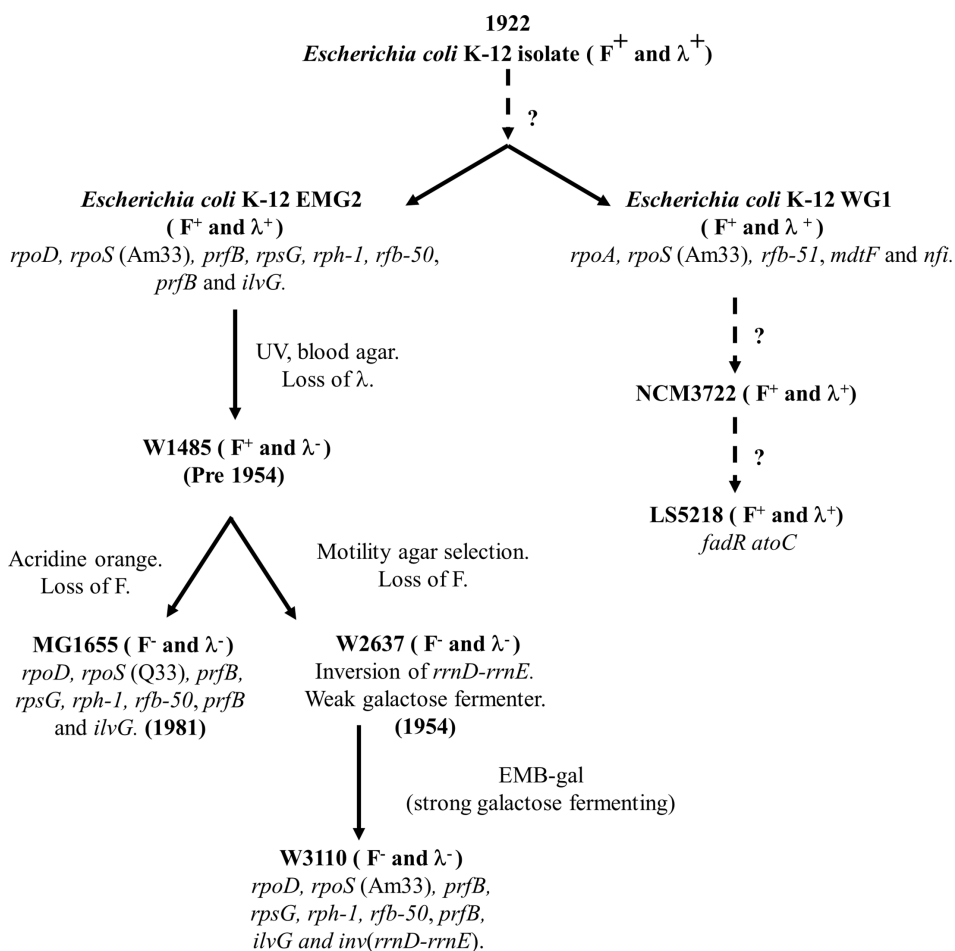 1922
Escherichia coli K-12 isolate ( F⁺ and λ⁺)
?
Escherichia coli K-12 EMG2
( F⁺ and λ⁺)
rpoD, rpoS (Am33), prfB, rpsG, rph-1, rfb-50,
prfB and ilvG.
Escherichia coli K-12 WG1
( F⁺ and λ ⁺)
rpoA, rpoS (Am33), rfb-51, mdtF and nfi.
UV, blood agar.
Loss of λ.
?
NCM3722 ( F⁺ and λ⁺)
W1485 ( F⁺ and λ⁻)
(Pre 1954)
?
LS5218 ( F⁺ and λ⁺)
fadR atoC
Acridine orange.
Loss of F.
Motility agar selection.
Loss of F.
MG1655 ( F⁻ and λ⁻)
rpoD, rpoS (Q33), prfB,
rpsG, rph-1, rfb-50, prfB
and ilvG. (1981)
W2637 ( F⁻ and λ⁻)
Inversion of rrnD-rrnE.
Weak galactose fermenter.
(1954)
EMB-gal
(strong galactose fermenting)
W3110 ( F⁻ and λ⁻)
rpoD, rpoS (Am33), prfB,
rpsG, rph-1, rfb-50, prfB,
ilvG and inv(rrnD-rrnE).